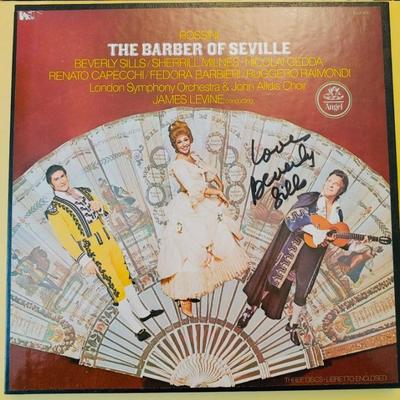 ROSSINI
THE BARBER OF SEVILLE
BEVERLY SILLS/SHERRILL MILNES·NICOLAI GEDDA
RENATO CAPECCHI/FEDORA BARBIERI/RUGGERO RAIMONDI
London Symphony Orchestra & John Alldis Choir
JAMES LEVINE conducting
Angel
Love
Beverly
Sills
THREE DISCS·LIBRETTO ENCLOSED